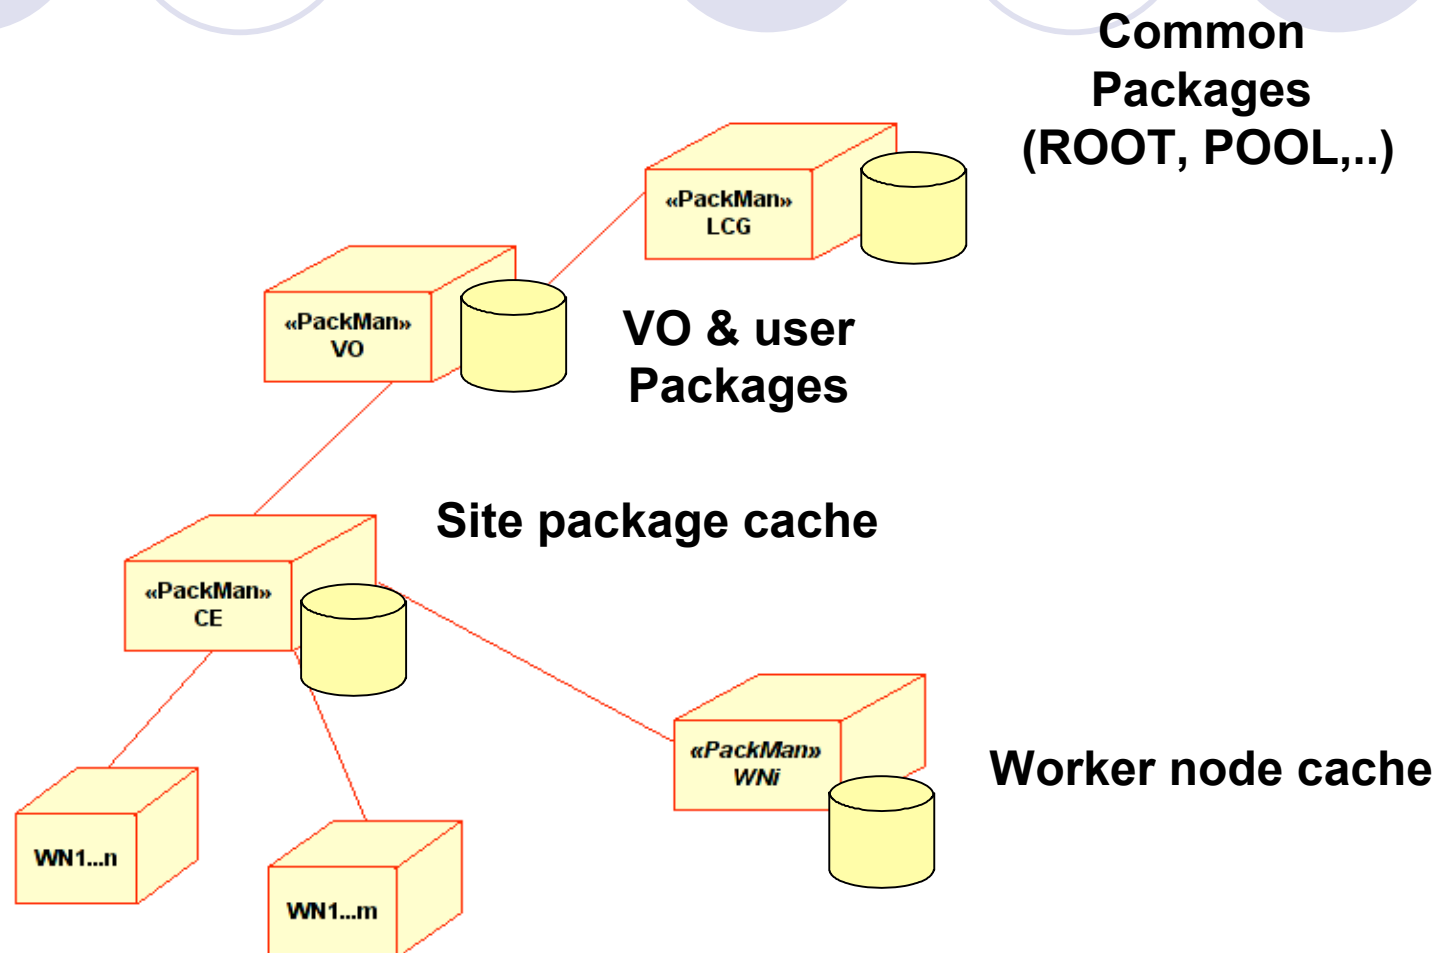 Common
Packages
(ROOT, POOL,..)
«PackMan»
LCG
«PackMan»
VO
VO & user
Packages
Site package cache
«PackMan»
CE
«PackMan»
WNi
Worker node cache
WN1...n
WN1...m